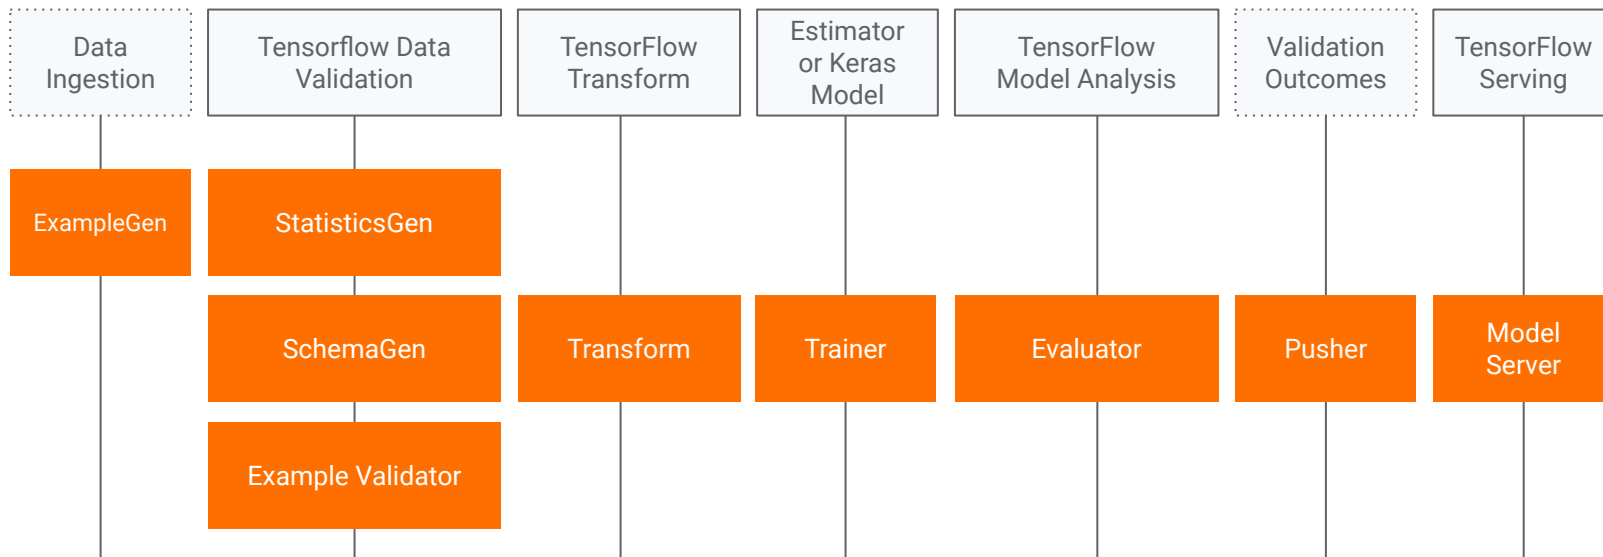 Data
Ingestion
Tensorflow Data
Validation
TensorFlow
Transform
Estimator
or Keras
Model
TensorFlow
Model Analysis
Validation
Outcomes
TensorFlow
Serving
ExampleGen
StatisticsGen
SchemaGen
Transform
Trainer
Evaluator
Pusher
Model
Server
Example Validator